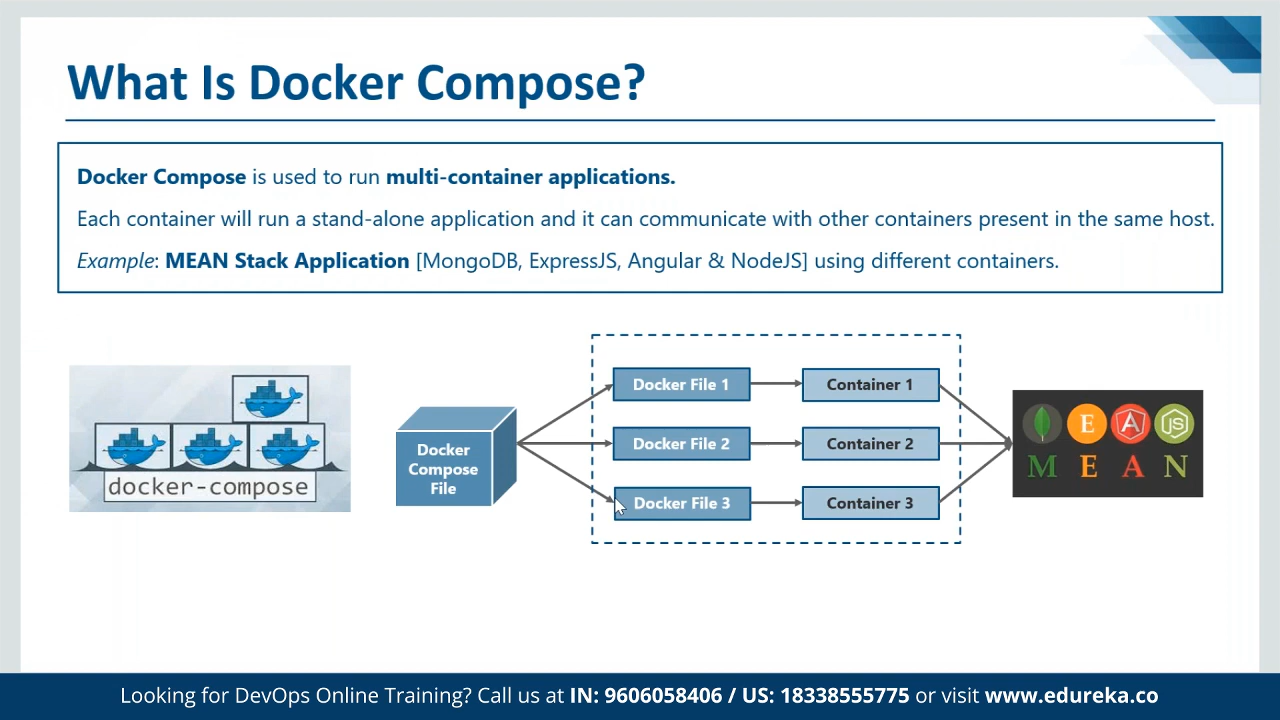 What Is Docker Compose?
Docker Compose is used to run multi-container applications.
Each container will run a stand-alone application and it can communicate with other containers present in the same host.
Example: MEAN Stack Application [MongoDB, ExpressJS, Angular & NodeJS] using different containers.
docker-compose
Docker
Compose
File
Docker File 1
Container 1
Docker File 2
Container 2
Docker File 3
Container 3
E A JS
M E A N
Looking for DevOps Online Training? Call us at IN: 9606058406 / US: 18338555775 or visit www.edureka.co